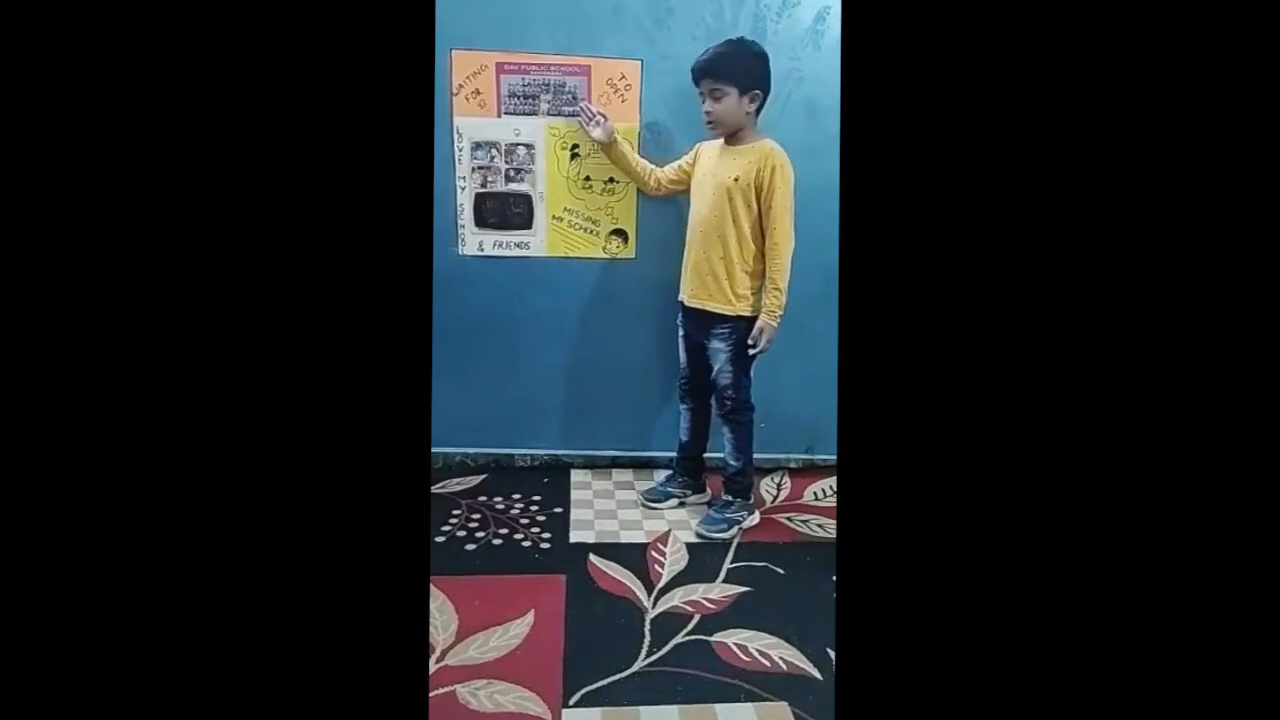 WAITING
FOR
DAV PUBLIC SCHOOL
TO
OPEN
LOVE MY SCHOOL
& FRIENDS
MISSING
MY SCHOOL